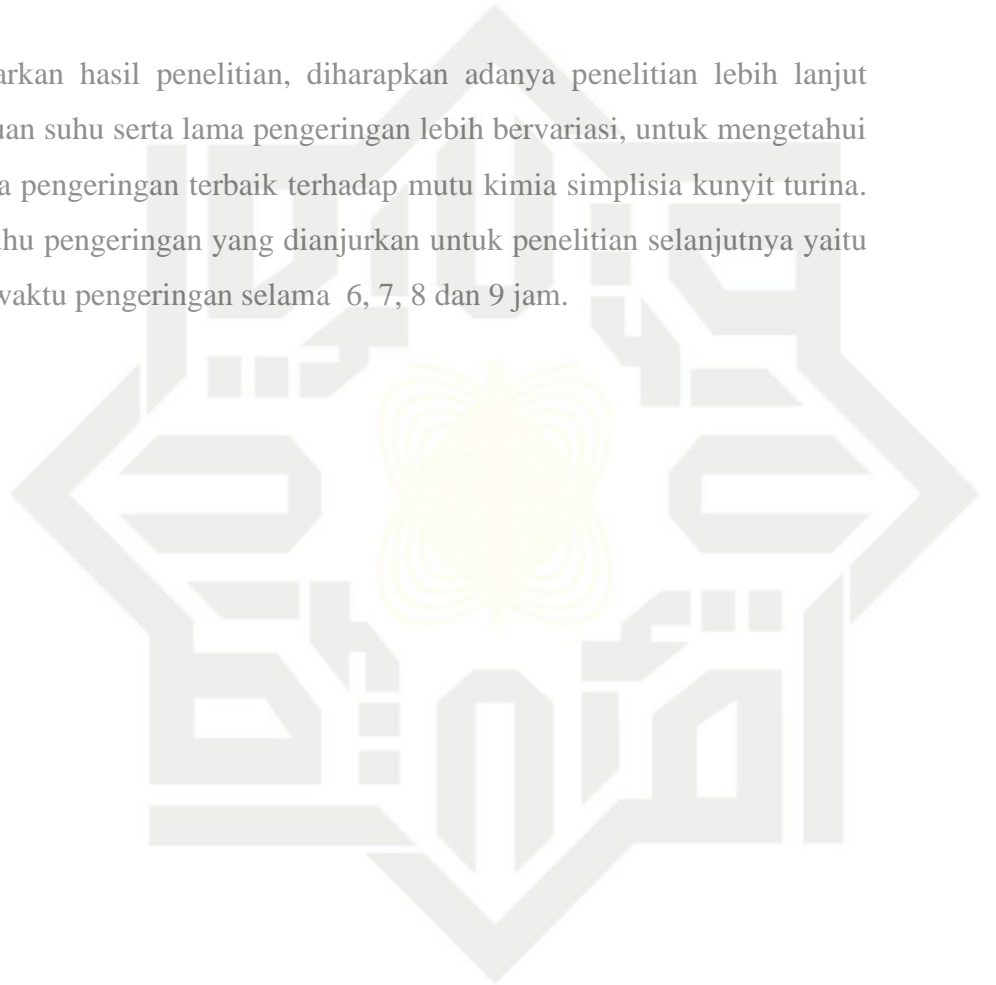 arkan hasil penelitian, diharapkan adanya penelitian lebih lanjut
uan suhu serta lama pengeringan lebih bervariasi, untuk mengetahui
a pengeringan terbaik terhadap mutu kimia simplisia kunyit turina.
uhu pengeringan yang dianjurkan untuk penelitian selanjutnya yaitu
waktu pengeringan selama 6, 7, 8 dan 9 jam.